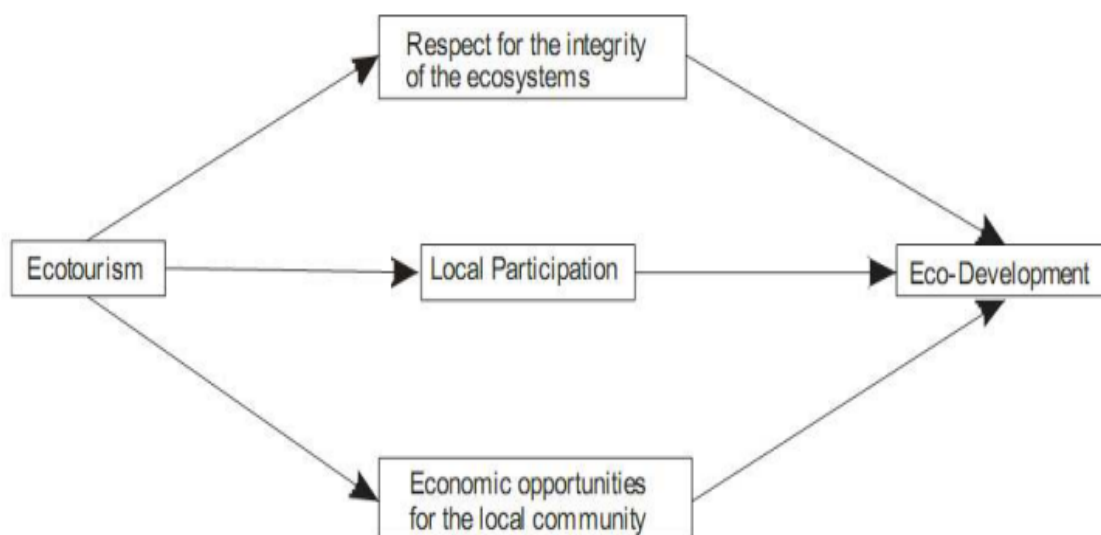 Respect for the integrity
of the ecosystems
Ecotourism
Local Participation
Eco-Development
Economic opportunities
for the local community